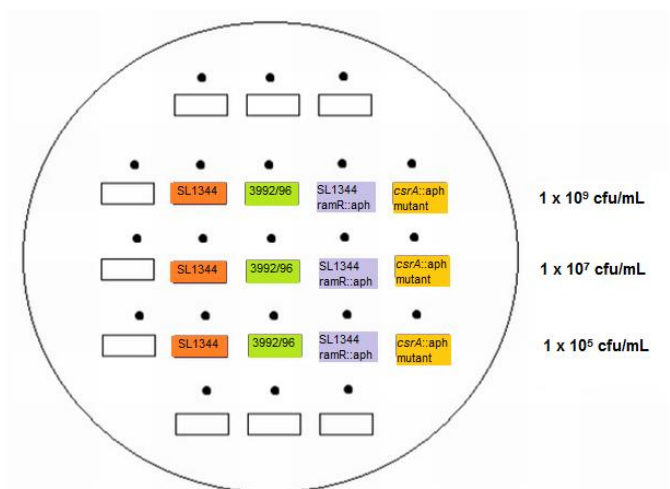 SL1344 3992/96 SL1344 ramR::aph csrA::aph mutant 1 x 10⁹ cfu/mL
SL1344 3992/96 SL1344 ramR::aph csrA::aph mutant 1 x 10⁷ cfu/mL
SL1344 3992/96 SL1344 ramR::aph csrA::aph mutant 1 x 10⁵ cfu/mL